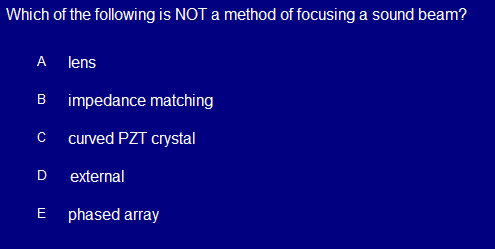 Which of the following is NOT a method of focusing a sound beam?
A lens
B impedance matching
C curved PZT crystal
D external
E phased array